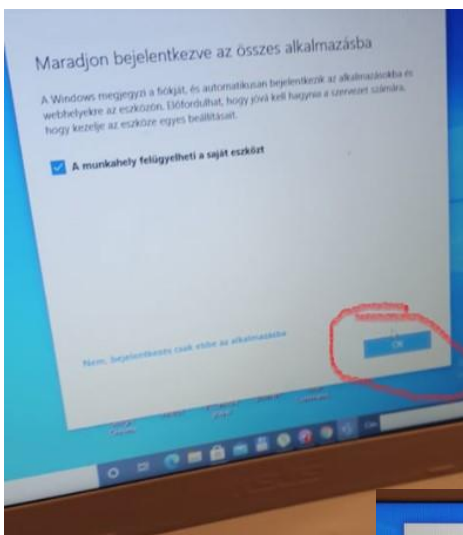 Maradjon bejelentkezve az összes alkalmazásba
A Windows megjegyzi a fiókját, és automatikusan bejelentkezik az alkalmazásokba és
webhelyekre az eszközön. Előfordulhat, hogy jóvá kell hagynia a szervezet számára,
hogy kezelje az eszköze egyes beállításait.
A munkahely felügyelheti a saját eszközt
Nem, bejelentkezés csak ebbe az alkalmazásba
OK